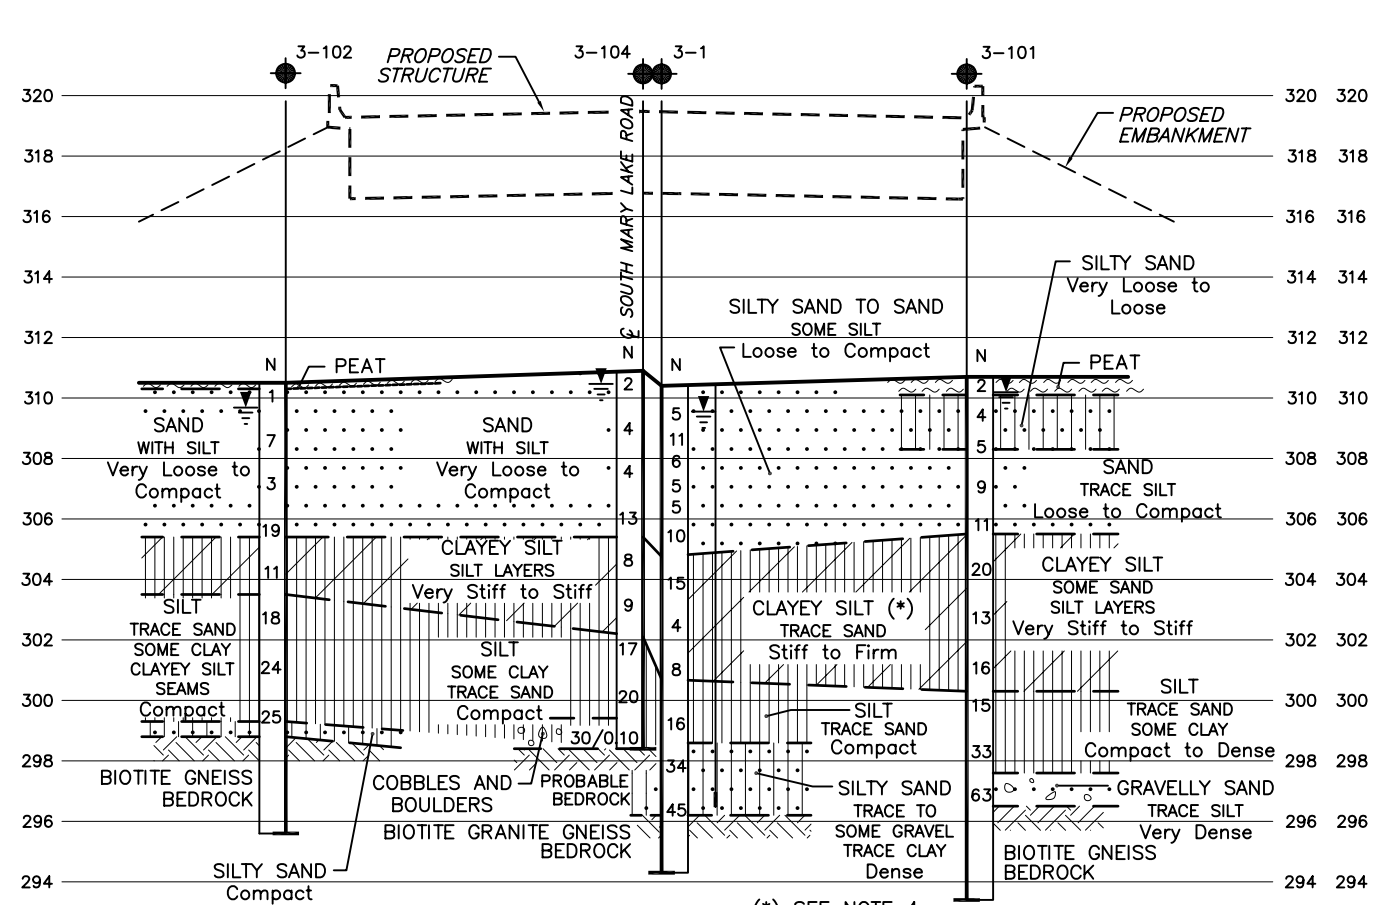 3-102
3-104
3-1
3-101
PROPOSED
STRUCTURE
PROPOSED
EMBANKMENT
℄ SOUTH MARY LAKE ROAD
320
318
316
314
312
310
308
306
304
302
300
298
296
294
320 320
318 318
316 316
314 314
312 312
310 310
308 308
306 306
304 304
302 302
300 300
298 298
296 296
294 294
SILTY SAND
Very Loose to
Loose
SILTY SAND TO SAND
SOME SILT
Loose to Compact
PEAT
PEAT
N
1
7
3
19
11
18
24
25
N
2
4
4
13
8
9
17
20
30/0.10
N
5
11
6
5
5
10
15
4
8
16
34
45
N
2
4
5
9
11
20
13
16
15
33
63
SAND
WITH SILT
Very Loose to
Compact
SAND
WITH SILT
Very Loose to
Compact
SAND
TRACE SILT
Loose to Compact
CLAYEY SILT
SILT LAYERS
Very Stiff to Stiff
CLAYEY SILT (*)
TRACE SAND
Stiff to Firm
CLAYEY SILT
SOME SAND
SILT LAYERS
Very Stiff to Stiff
SILT
TRACE SAND
SOME CLAY
CLAYEY SILT
SEAMS
Compact
SILT
SOME CLAY
TRACE SAND
Compact
SILT
TRACE SAND
Compact
SILT
TRACE SAND
SOME CLAY
Compact to Dense
BIOTITE GNEISS
BEDROCK
COBBLES AND
BOULDERS
PROBABLE
BEDROCK
BIOTITE GRANITE GNEISS
BEDROCK
SILTY SAND
TRACE TO
SOME GRAVEL
TRACE CLAY
Dense
GRAVELLY SAND
TRACE SILT
Very Dense
BIOTITE GNEISS
BEDROCK
SILTY SAND
Compact
(*) SEE NOTE 4